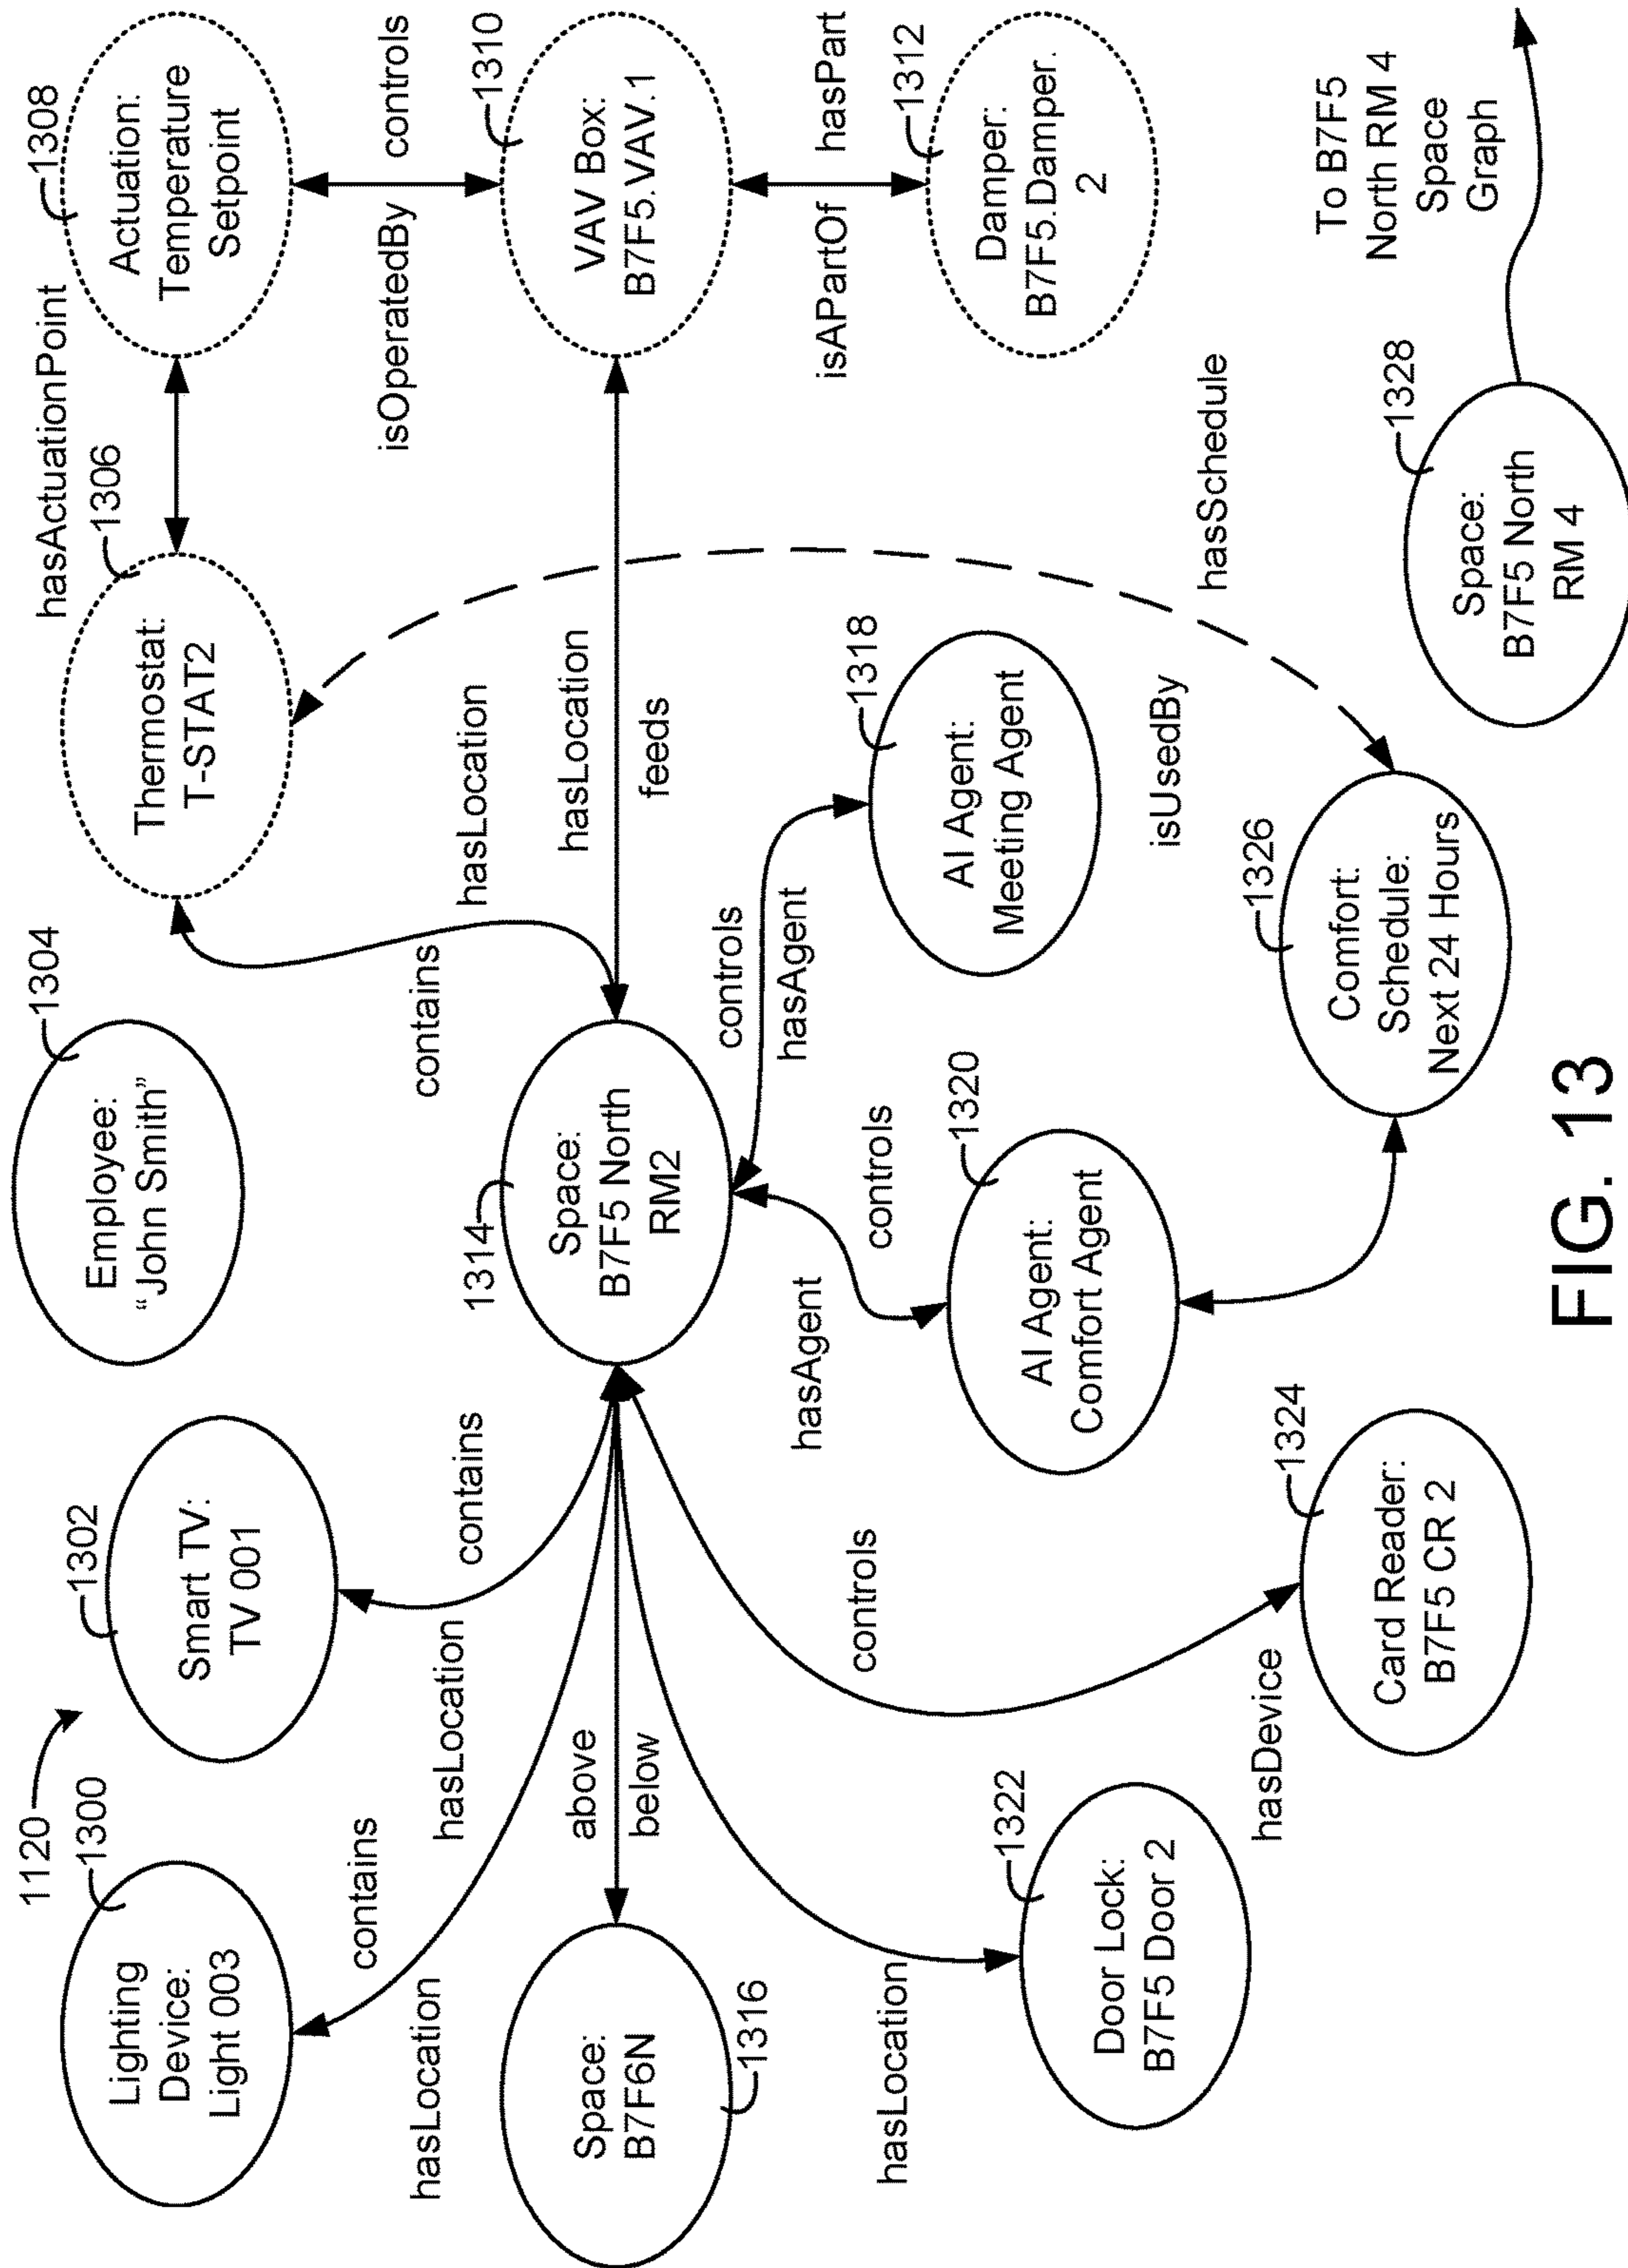 1120
1300
Lighting
Device:
Light 003
1302
Smart TV:
TV 001
1304
Employee:
“John Smith”
1306
Thermostat:
T-STAT2
hasActuationPoint
1308
Actuation:
Temperature
Setpoint
contains
hasLocation
hasLocation
contains
contains
hasLocation
isOperatedBy
controls
1316
Space:
B7F6N
above
below
1314
Space:
B7F5 North
RM2
hasLocation
feeds
1310
VAV Box:
B7F5.VAV.1
hasLocation
hasAgent
controls
controls
hasAgent
isAPartOf
hasPart
1322
Door Lock:
B7F5 Door 2
controls
hasDevice
1320
AI Agent:
Comfort Agent
1318
AI Agent:
Meeting Agent
1312
Damper:
B7F5.Damper.
2
1324
Card Reader:
B7F5 CR 2
1326
Comfort:
Schedule:
Next 24 Hours
isUsedBy
hasSchedule
1328
Space:
B7F5 North
RM 4
To B7F5
North RM 4
Space
Graph
FIG. 13